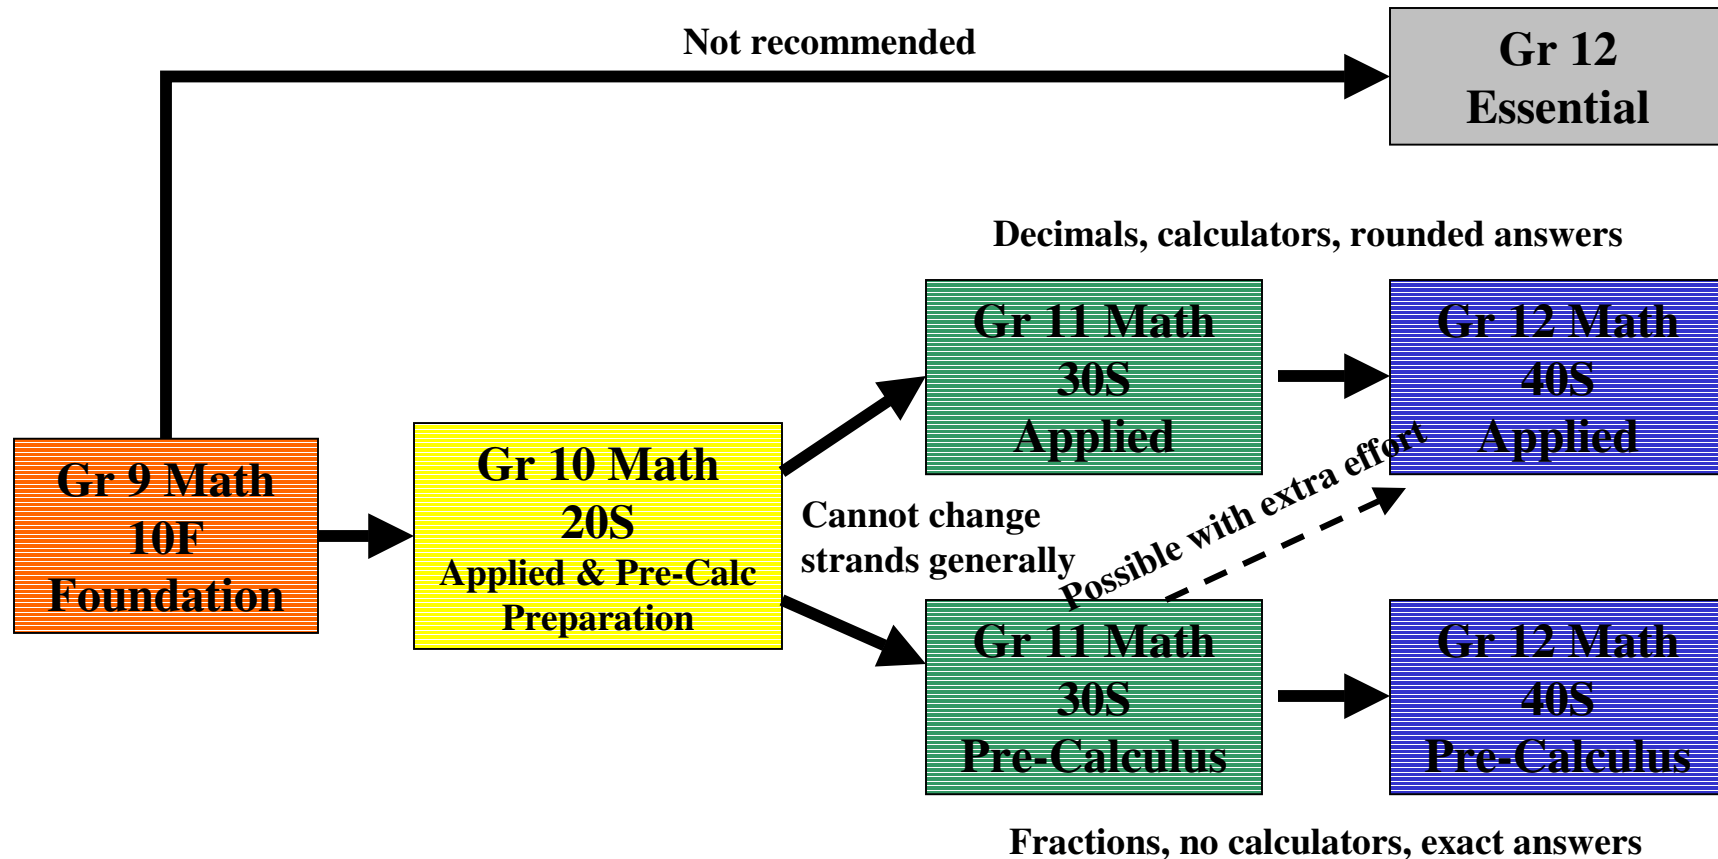 Not recommended
Gr 12
Essential
Decimals, calculators, rounded answers
Gr 11 Math
30S
Applied
Gr 12 Math
40S
Applied
Gr 9 Math
10F
Foundation
Gr 10 Math
20S
Applied & Pre-Calc
Preparation
Cannot change
strands generally
Possible with extra effort
Gr 11 Math
30S
Pre-Calculus
Gr 12 Math
40S
Pre-Calculus
Fractions, no calculators, exact answers